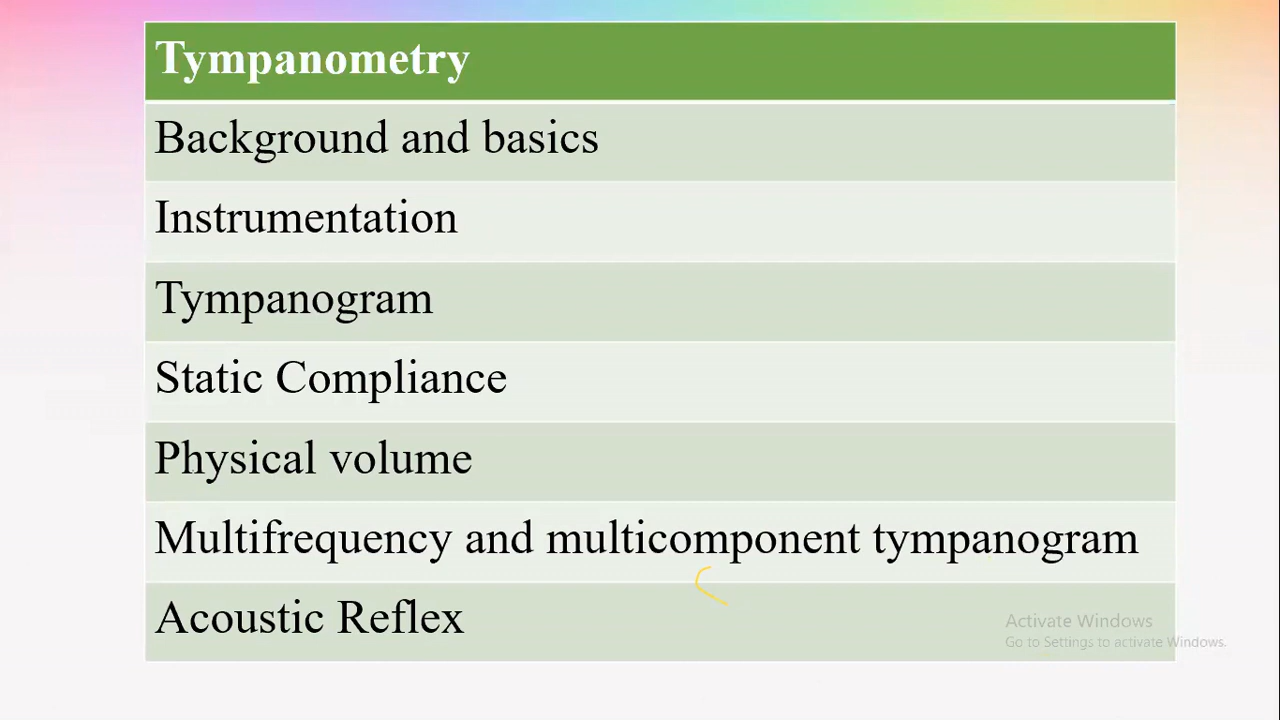 Tympanometry
Background and basics
Instrumentation
Tympanogram
Static Compliance
Physical volume
Multifrequency and multicomponent tympanogram
Acoustic Reflex
Activate Windows
Go to Settings to activate Windows.